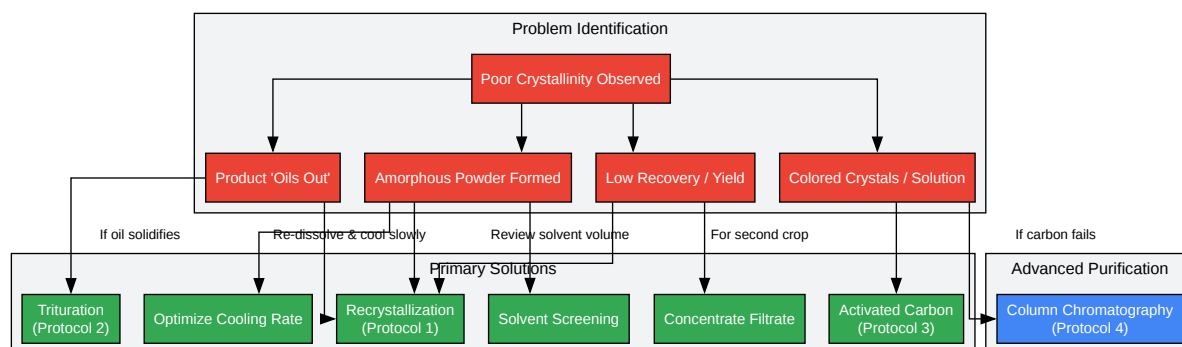 Problem Identification
Poor Crystallinity Observed
Product 'Oils Out'
Amorphous Powder Formed
Low Recovery / Yield
Colored Crystals / Solution
If oil solidifies
Re-dissolve & cool slowly
Review solvent volume
For second crop
If carbon fails
Primary Solutions
Advanced Purification
Trituration
(Protocol 2)
Optimize Cooling Rate
Recrystallization
(Protocol 1)
Solvent Screening
Concentrate Filtrate
Activated Carbon
(Protocol 3)
Column Chromatography
(Protocol 4)